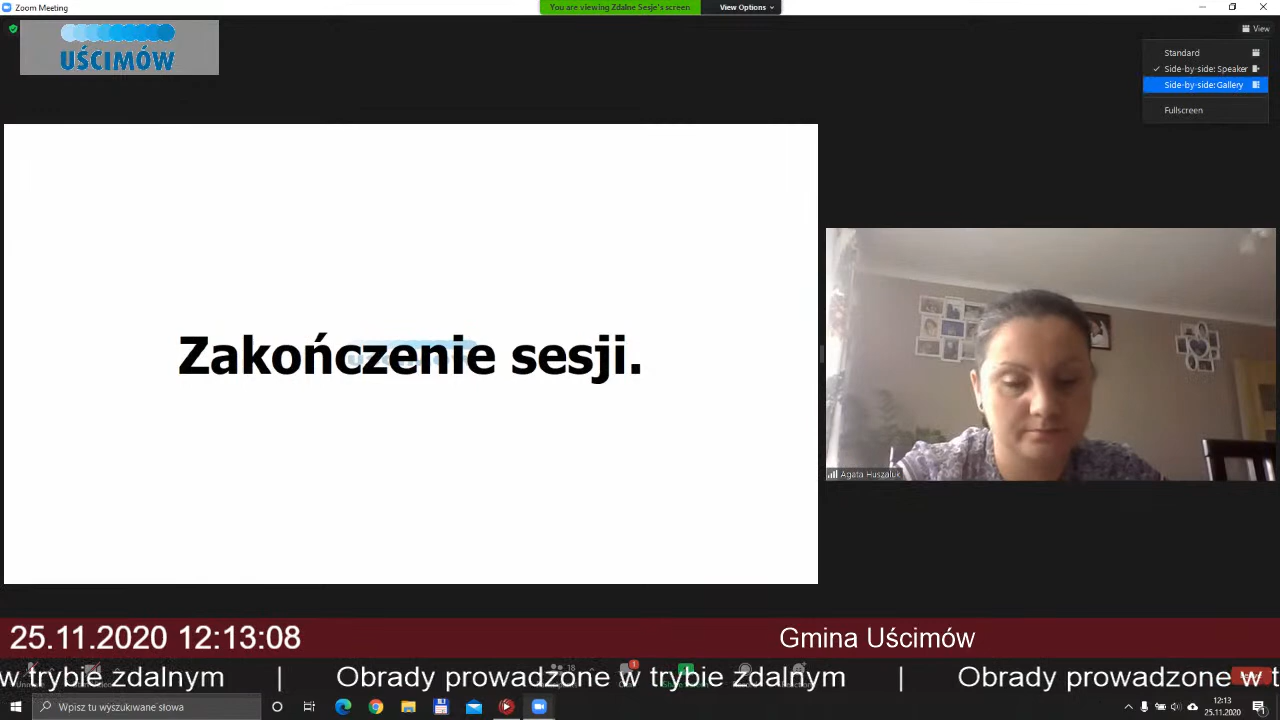 Zoom Meeting
You are viewing Zdalne Sesje's screen
View Options
View
UŚCIMÓW
Standard
Side-by-side: Speaker
Side-by-side: Gallery
Fullscreen
Zakończenie sesji.
Agata Huszaluk
25.11.2020 12:13:08
Gmina Uścimów
w trybie zdalnym | Obrady prowadzone w trybie zdalnym | Obrady prowadzone w t
18
1
Wpisz tu wyszukiwane słowa
12:13
25.11.2020